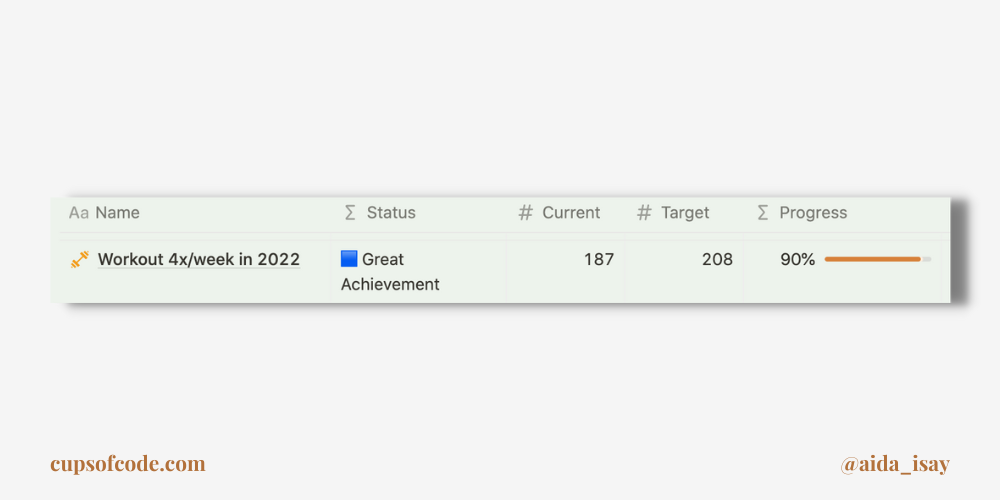 Aa Name Σ Status # Current # Target Σ Progress
Workout 4x/week in 2022 Great 187 208 90%
Achievement
cupsofcode.com @aida_isay